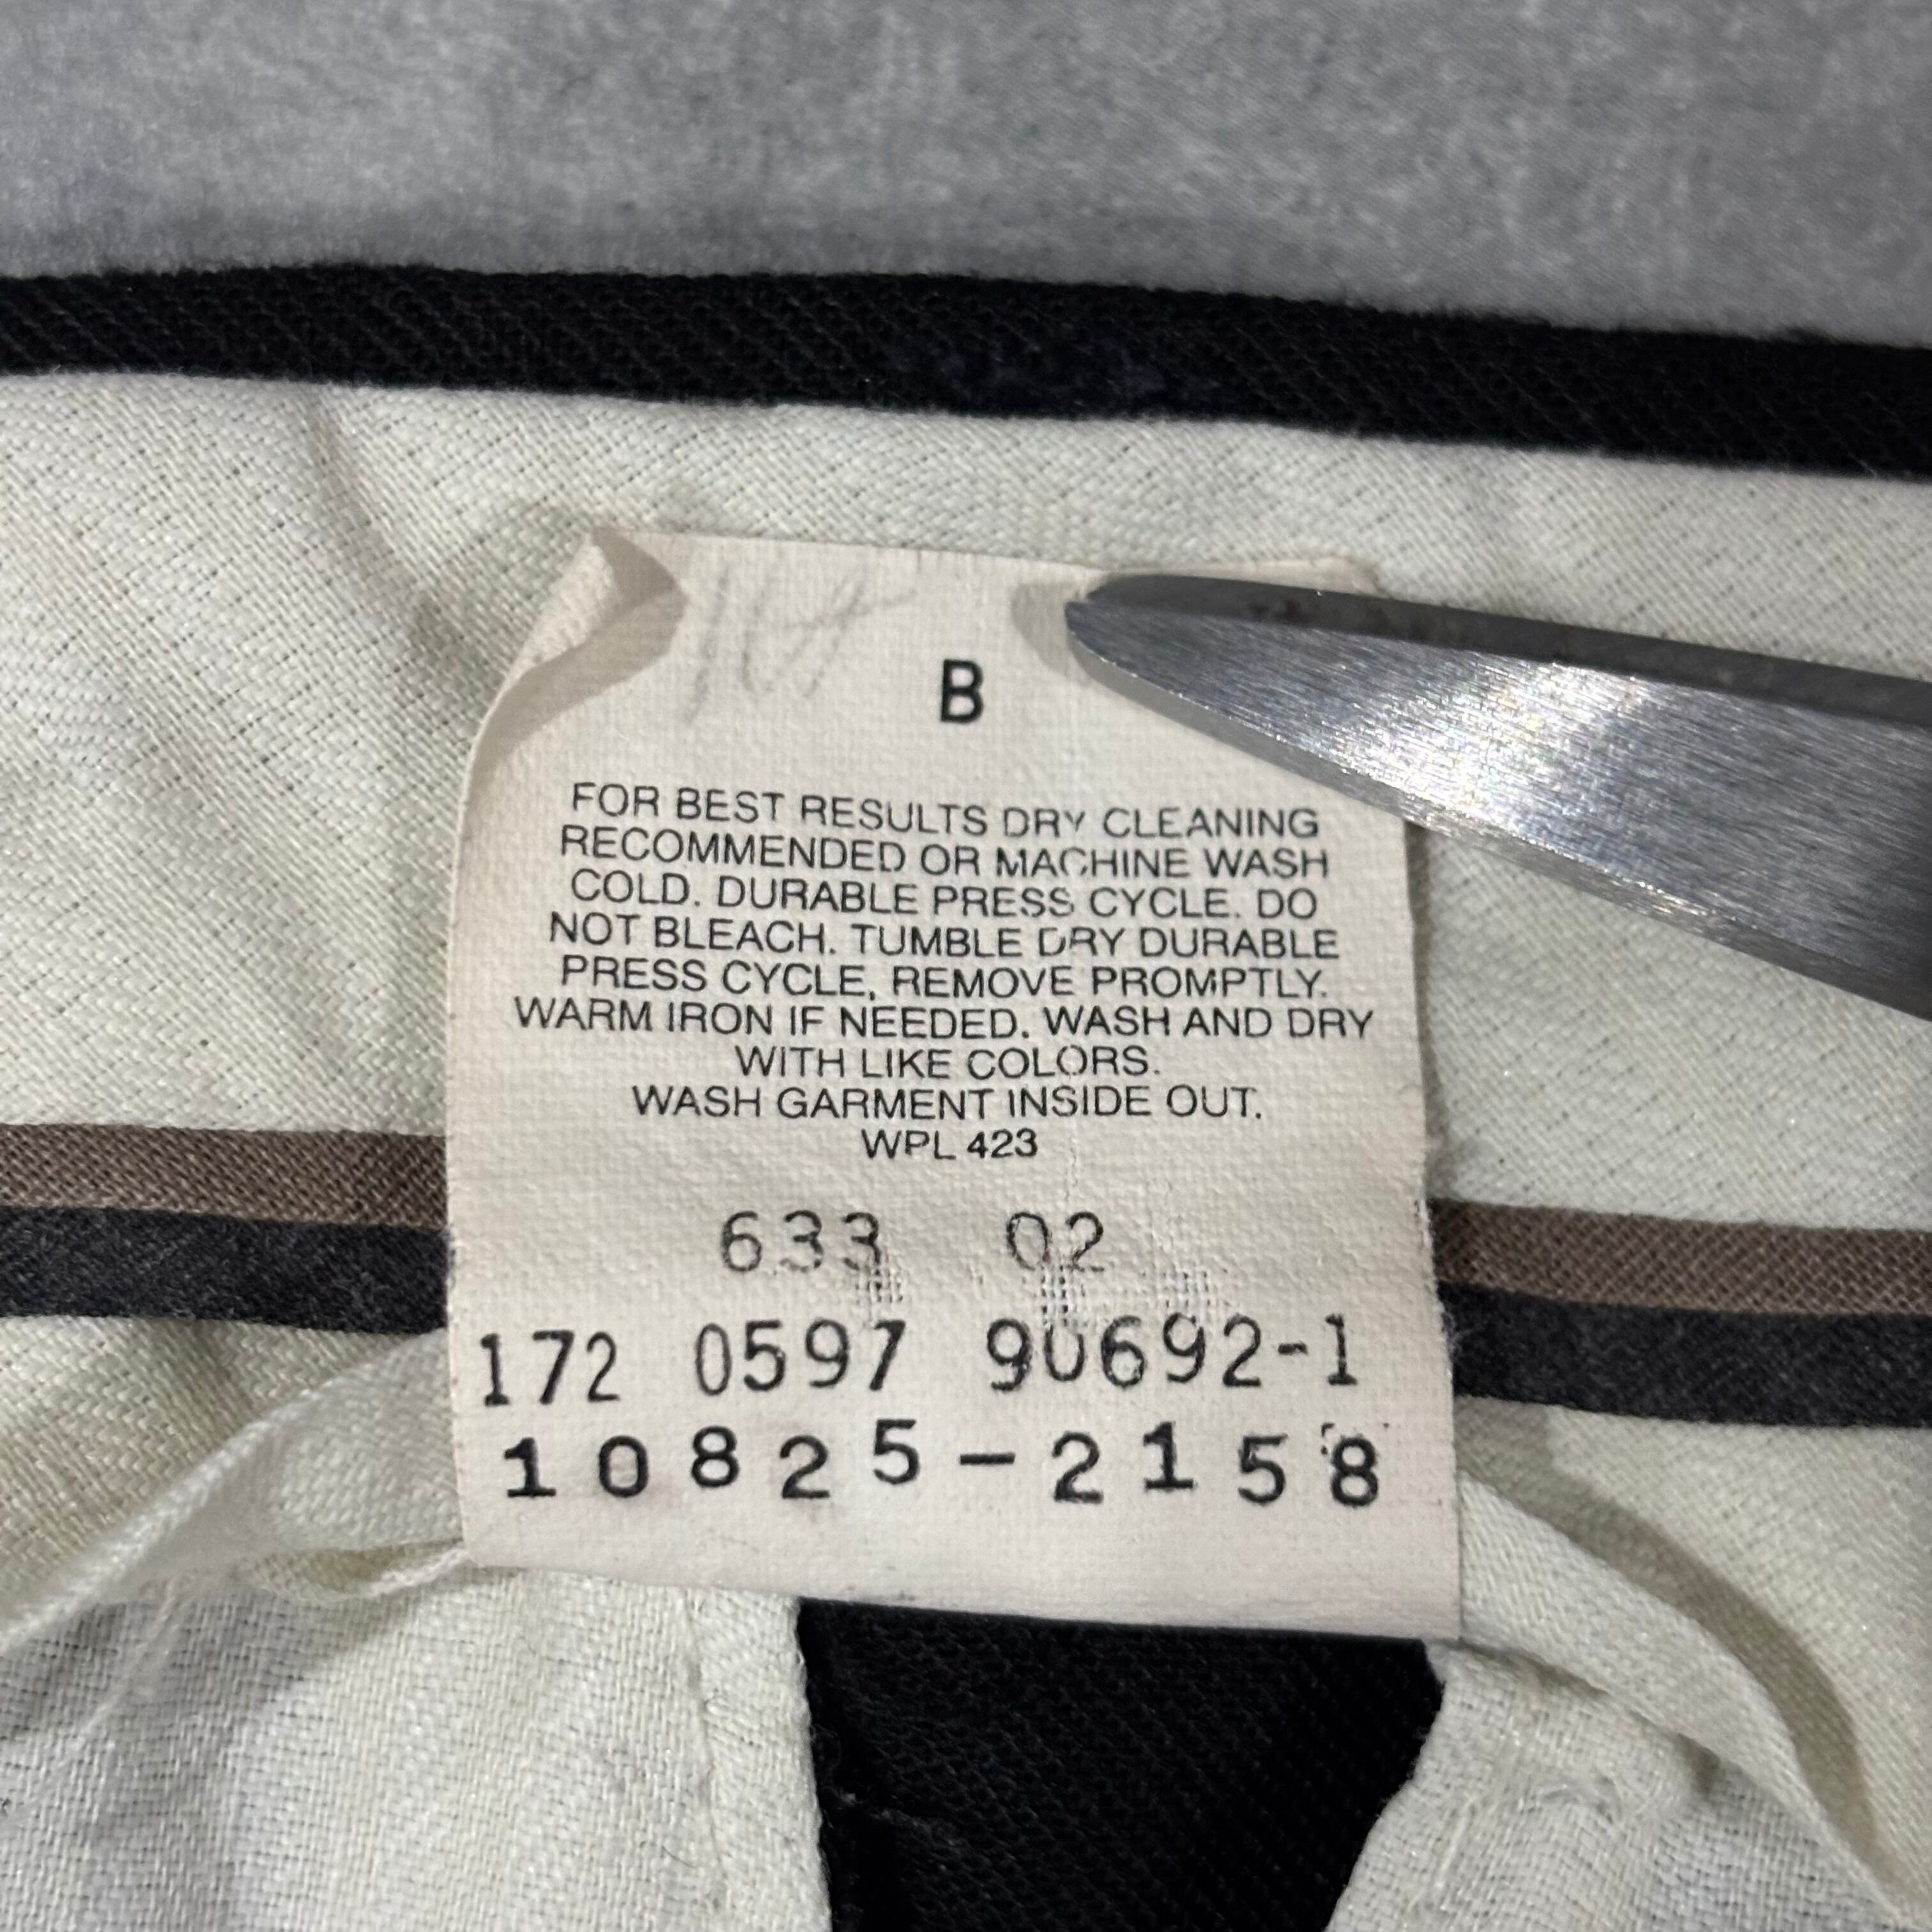 B
FOR BEST RESULTS DRY CLEANING
RECOMMENDED OR MACHINE WASH
COLD. DURABLE PRESS CYCLE. DO
NOT BLEACH. TUMBLE DRY DURABLE
PRESS CYCLE, REMOVE PROMPTLY.
WARM IRON IF NEEDED. WASH AND DRY
WITH LIKE COLORS.
WASH GARMENT INSIDE OUT.
WPL 423
633 02
172 0597 90692-1
10825-2158